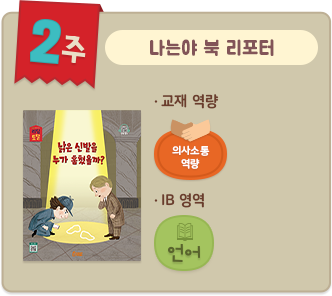 2주
나는야 북 리포터
· 교재 역량
낡은 신발을
누가 훔쳤을까?
의사소통
역량
· IB 영역
언어